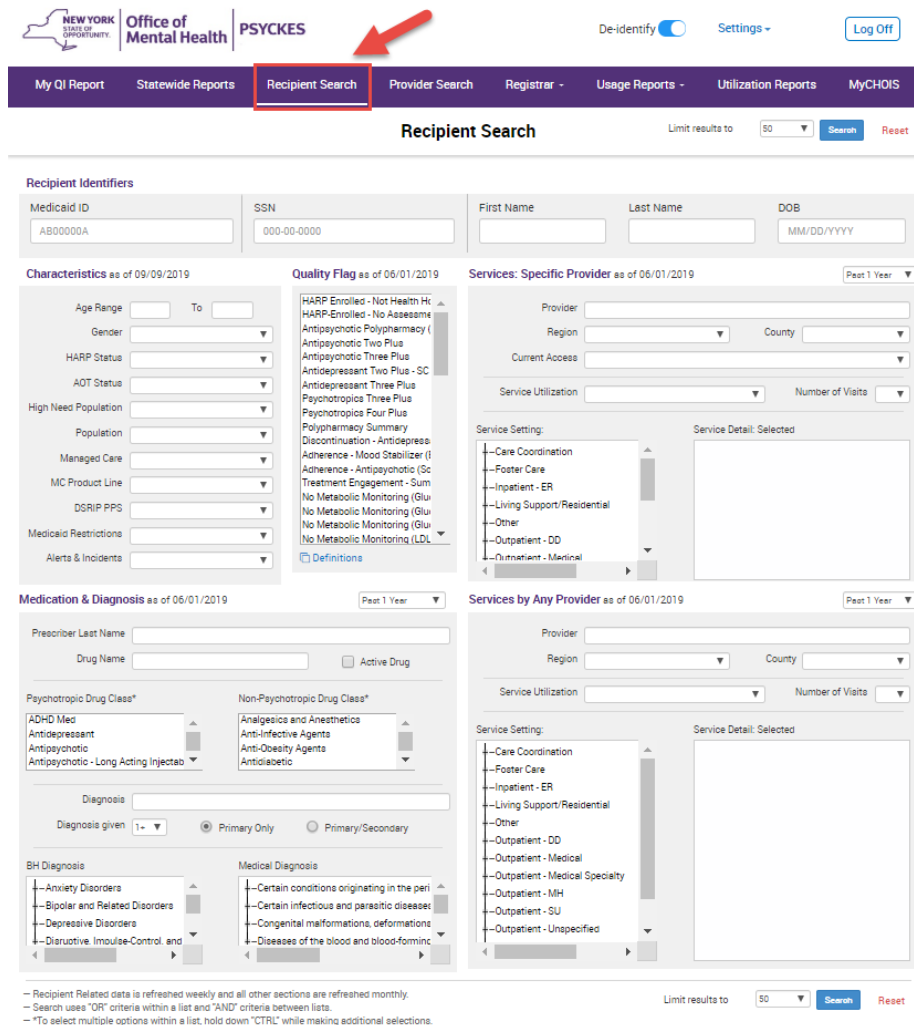 NEW YORK
STATE OF
OPPORTUNITY.
Office of
Mental Health
PSYCKES
De-identify
Settings
Log Off
My QI Report
Statewide Reports
Recipient Search
Provider Search
Registrar
Usage Reports
Utilization Reports
MyCHOIS
Recipient Search
Limit results to
50
Search
Reset
Recipient Identifiers
Medicaid ID
SSN
First Name
Last Name
DOB
AB00000A
000-00-0000
MM/DD/YYYY
Characteristics as of 09/09/2019
Age Range
To
Gender
HARP Status
AOT Status
High Need Population
Population
Managed Care
MC Product Line
DSRIP PPS
Medicaid Restrictions
Alerts & Incidents
Quality Flag as of 06/01/2019
HARP Enrolled - Not Health Ho
HARP-Enrolled - No Assessme
Antipsychotic Polypharmacy (
Antipsychotic Two Plus
Antipsychotic Three Plus
Antidepressant Two Plus - SC
Antidepressant Three Plus
Psychotropics Three Plus
Psychotropics Four Plus
Polypharmacy Summary
Discontinuation - Antidepress
Adherence - Mood Stabilizer (
Adherence - Antipsychotic (Sc
Treatment Engagement - Sum
No Metabolic Monitoring (Glu
No Metabolic Monitoring (Glu
No Metabolic Monitoring (Glu
No Metabolic Monitoring (LDL
Definitions
Services: Specific Provider as of 06/01/2019
Past 1 Year
Provider
Region
County
Current Access
Service Utilization
Number of Visits
Service Setting:
Service Detail: Selected
Care Coordination
Foster Care
Inpatient - ER
Living Support/Residential
Other
Outpatient - DD
Outpatient - Medical
Medication & Diagnosis as of 06/01/2019
Past 1 Year
Prescriber Last Name
Drug Name
Active Drug
Psychotropic Drug Class*
Non-Psychotropic Drug Class*
ADHD Med
Antidepressant
Antipsychotic
Antipsychotic - Long Acting Injectab
Analgesics and Anesthetics
Anti-Infective Agents
Anti-Obesity Agents
Antidiabetic
Diagnosis
Diagnosis given
1+
Primary Only
Primary/Secondary
BH Diagnosis
Medical Diagnosis
Anxiety Disorders
Bipolar and Related Disorders
Depressive Disorders
Disruptive, Impulse-Control, and
Certain conditions originating in the peri
Certain infectious and parasitic diseases
Congenital malformations, deformations
Diseases of the blood and blood-forming
Services by Any Provider as of 06/01/2019
Past 1 Year
Provider
Region
County
Service Utilization
Number of Visits
Service Setting:
Service Detail: Selected
Care Coordination
Foster Care
Inpatient - ER
Living Support/Residential
Other
Outpatient - DD
Outpatient - Medical
Outpatient - Medical Specialty
Outpatient - MH
Outpatient - SU
Outpatient - Unspecified
– Recipient Related data is refreshed weekly and all other sections are refreshed monthly.
– Search uses "OR" criteria within a list and "AND" criteria between lists.
– *To select multiple options within a list, hold down "CTRL" while making additional selections.
Limit results to
50
Search
Reset